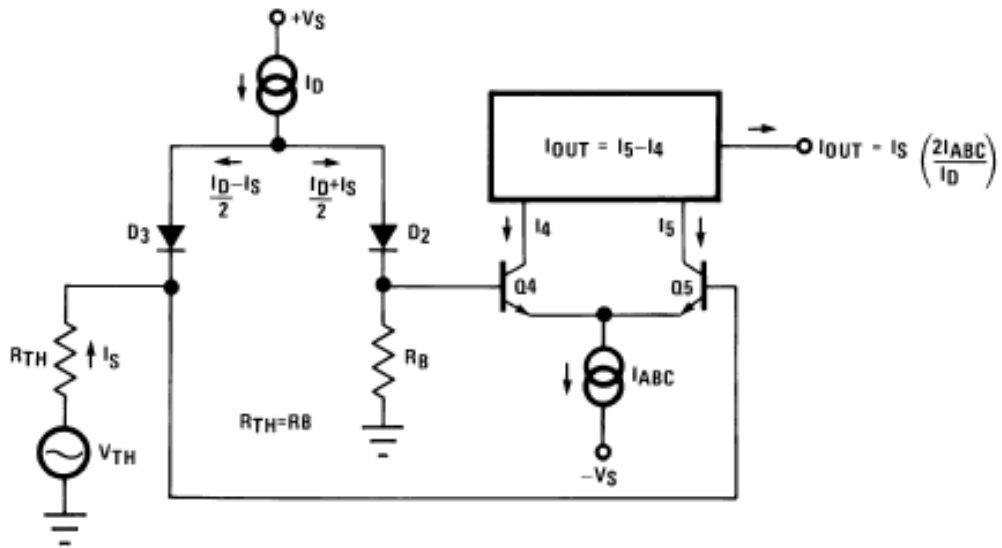 +VS
ID
ID/2 – IS
ID/2 + IS
D3
D2
IOUT = I5–I4
IOUT = IS (2IABC/ID)
I4
I5
Q4
Q5
RTH
IS
RB
IABC
RTH=RB
VTH
–VS